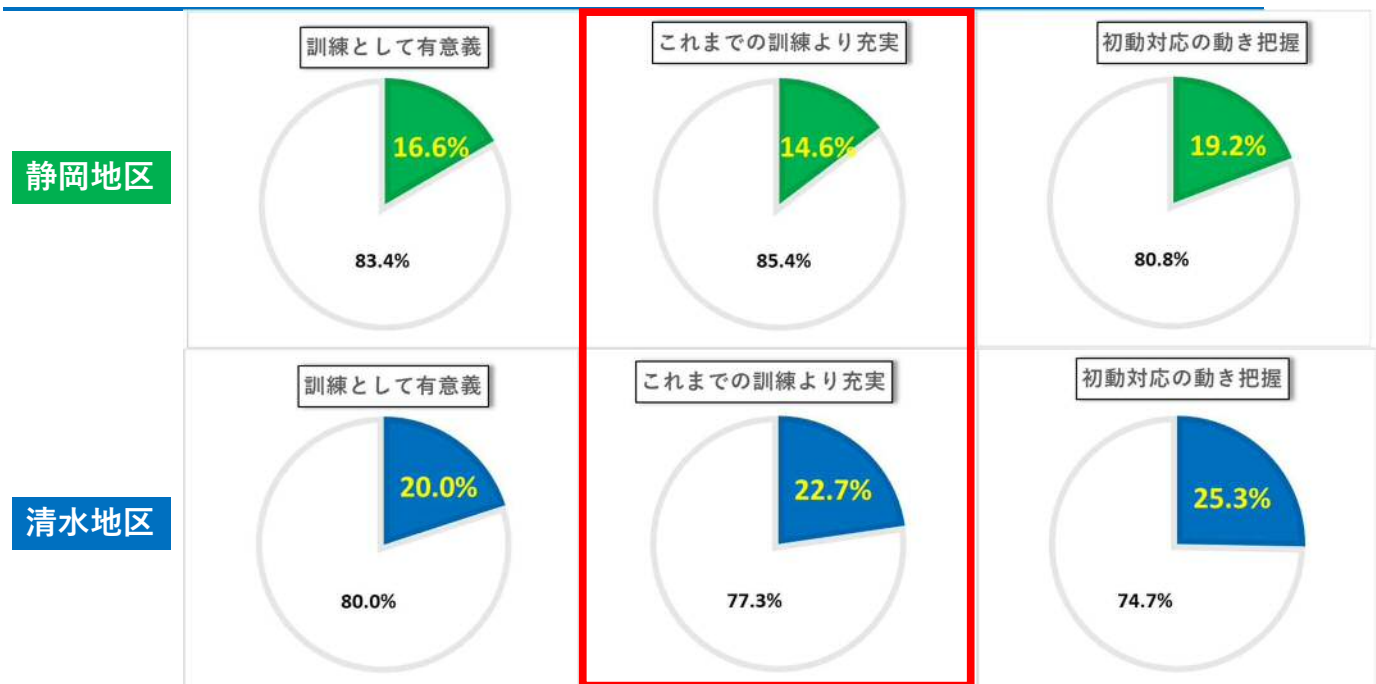 訓練として有意義
これまでの訓練より充実
初動対応の動き把握
静岡地区
16.6%
83.4%
14.6%
85.4%
19.2%
80.8%
訓練として有意義
これまでの訓練より充実
初動対応の動き把握
清水地区
20.0%
80.0%
22.7%
77.3%
25.3%
74.7%